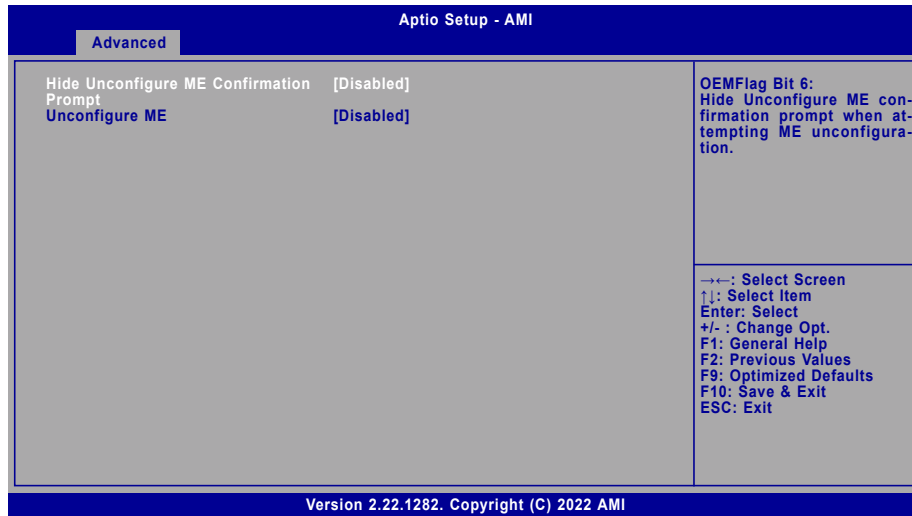 Aptio Setup - AMI
Advanced
Hide Unconfigure ME Confirmation [Disabled]
Prompt
Unconfigure ME [Disabled]
OEMFlag Bit 6:
Hide Unconfigure ME con-
firmation prompt when at-
tempting ME unconfigura-
tion.
→←: Select Screen
↑↓: Select Item
Enter: Select
+/- : Change Opt.
F1: General Help
F2: Previous Values
F9: Optimized Defaults
F10: Save & Exit
ESC: Exit
Version 2.22.1282. Copyright (C) 2022 AMI